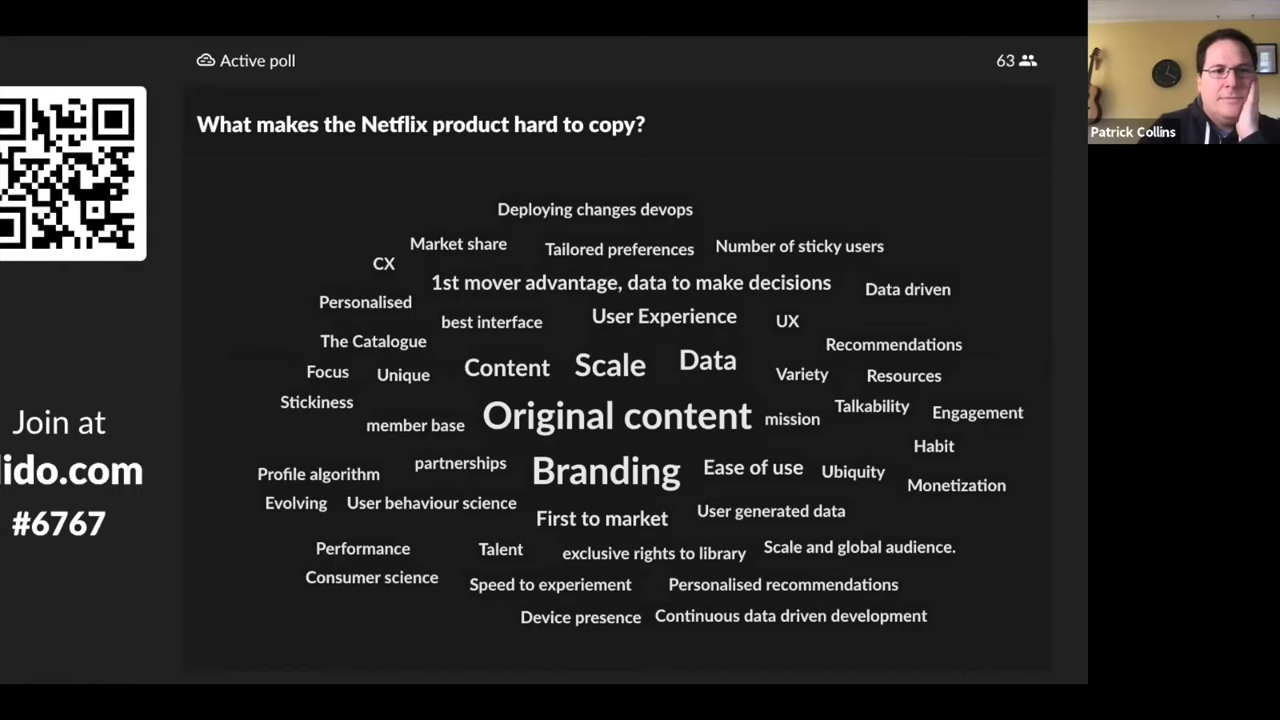 Active poll
63
What makes the Netflix product hard to copy?
Deploying changes devops
Market share
Tailored preferences
Number of sticky users
CX
1st mover advantage, data to make decisions
Data driven
Personalised
best interface
User Experience
UX
The Catalogue
Recommendations
Focus
Unique
Content
Scale
Data
Variety
Resources
Stickiness
member base
Original content
mission
Talkability
Engagement
Habit
Profile algorithm
partnerships
Branding
Ease of use
Ubiquity
Monetization
Evolving
User behaviour science
First to market
User generated data
Performance
Talent
exclusive rights to library
Scale and global audience.
Consumer science
Speed to experiement
Personalised recommendations
Device presence
Continuous data driven development
Join at
lido.com
#6767
Patrick Collins